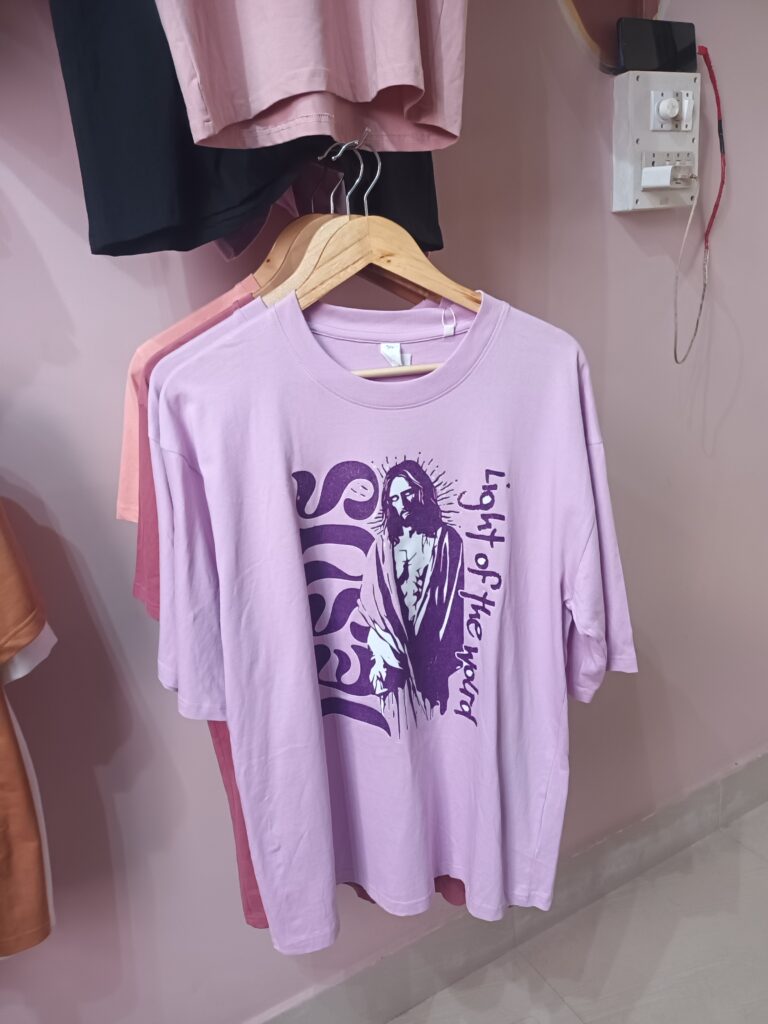 JESUS
Light of the world